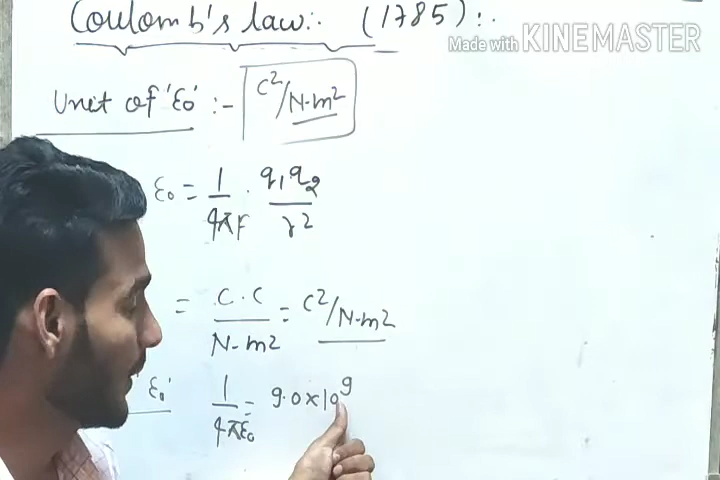 Coulomb's law:. (1785):.
Made with KINEMASTER
Unit of 'ε0' :- C²/N-m²
ε0 = 1/4πF · q1q2/r²
= C·C/N-m² = C²/N-m²
'ε0' 1/4πε0 = 9.0×10⁹